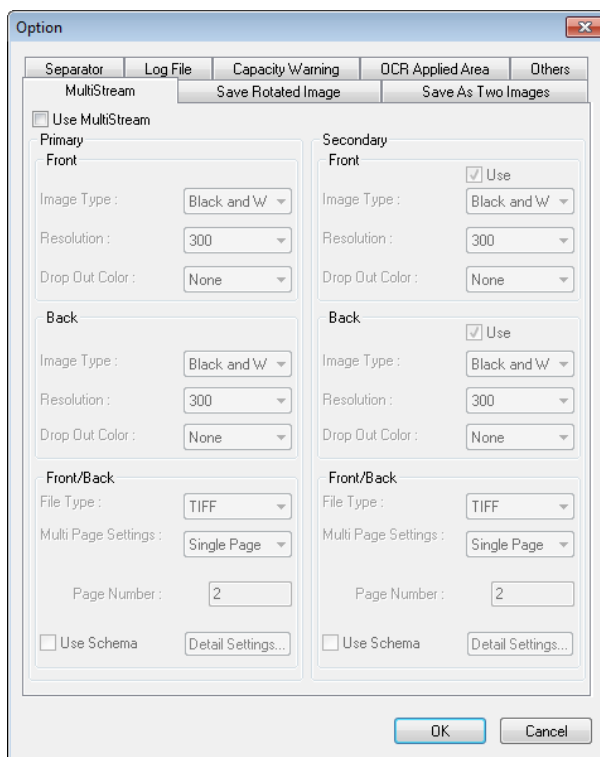 Option
Separator Log File Capacity Warning OCR Applied Area Others
MultiStream Save Rotated Image Save As Two Images
Use MultiStream
Primary
Front
Image Type : Black and W
Resolution : 300
Drop Out Color : None
Back
Image Type : Black and W
Resolution : 300
Drop Out Color : None
Front/Back
File Type : TIFF
Multi Page Settings : Single Page
Page Number : 2
Use Schema Detail Settings...
Secondary
Front
Use
Image Type : Black and W
Resolution : 300
Drop Out Color : None
Back
Use
Image Type : Black and W
Resolution : 300
Drop Out Color : None
Front/Back
File Type : TIFF
Multi Page Settings : Single Page
Page Number : 2
Use Schema Detail Settings...
OK Cancel